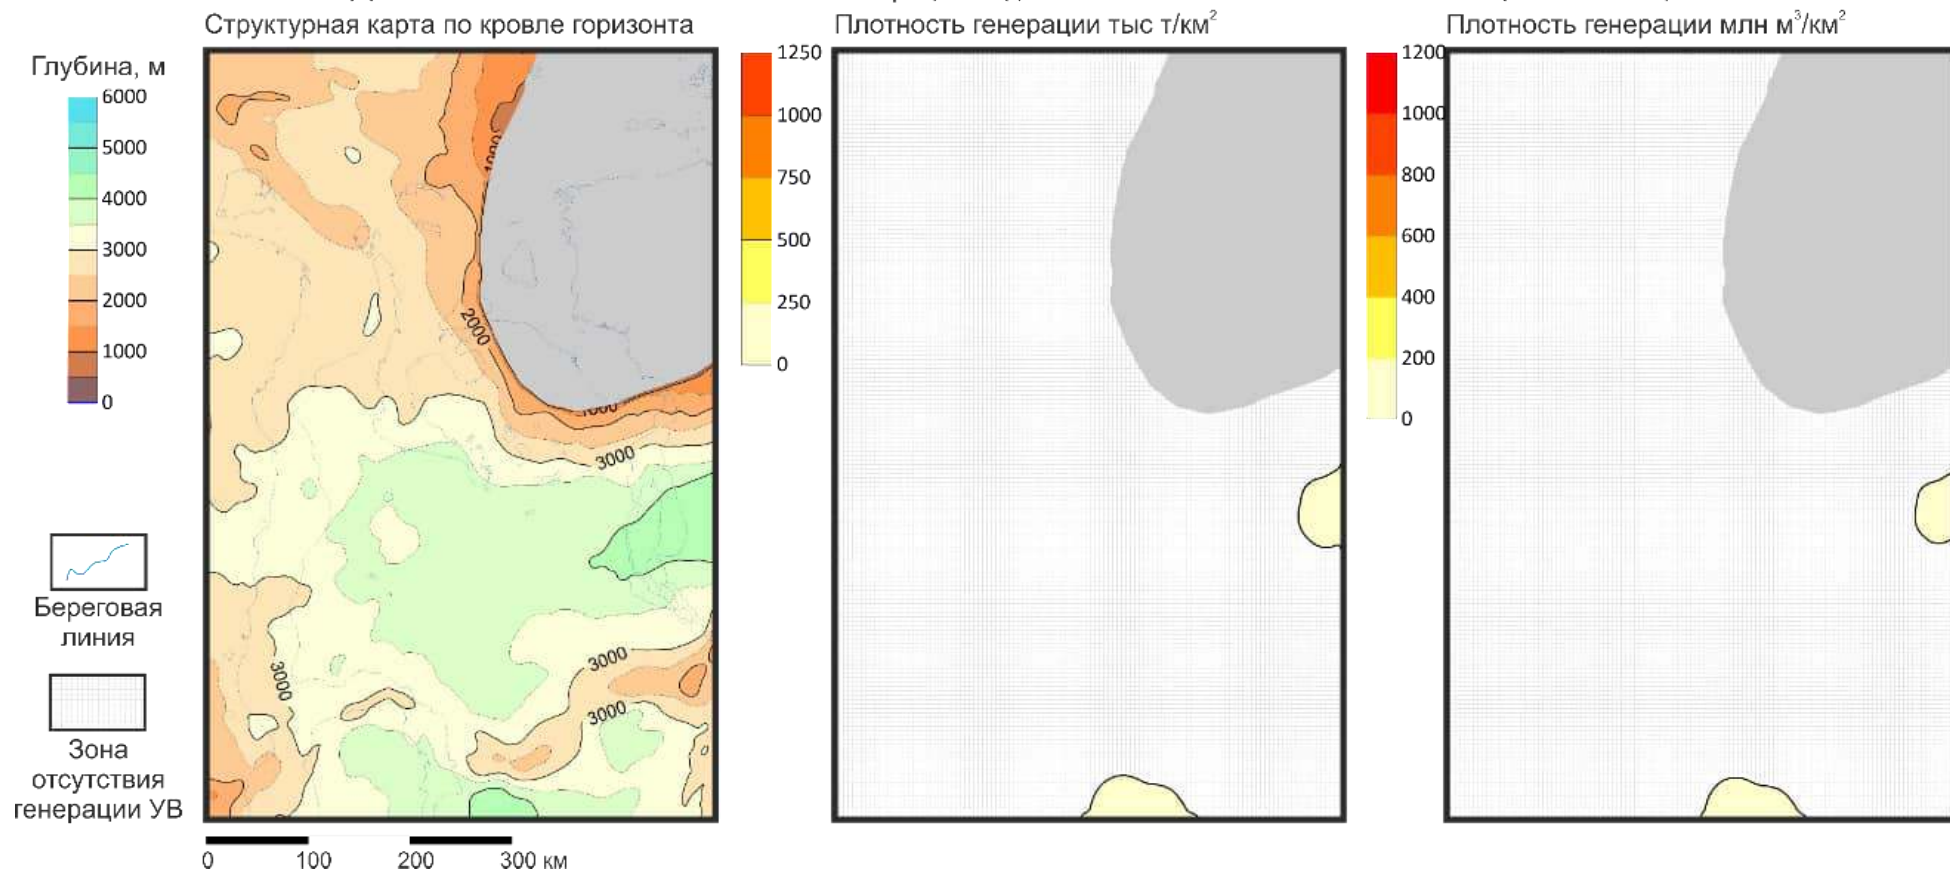 Структурная карта по кровле горизонта
Плотность генерации тыс т/км²
Плотность генерации млн м³/км²
Глубина, м
6000
5000
4000
3000
2000
1000
0
1250
1000
750
500
250
0
1200
1000
800
600
400
200
0
1000
2000
1000
3000
3000
3000
3000
Береговая
линия
Зона
отсутствия
генерации УВ
0 100 200 300 км